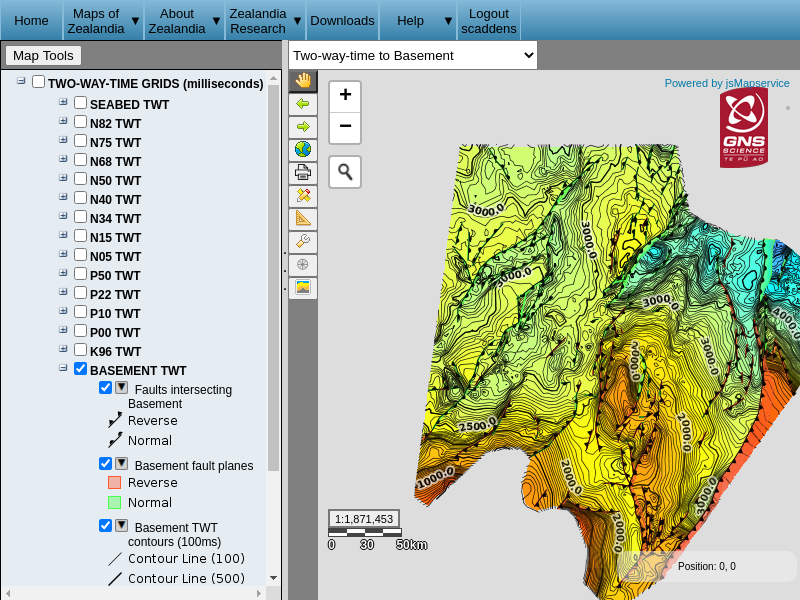 Home
Maps of Zealandia ▼
About Zealandia ▼
Zealandia Research ▼
Downloads
Help ▼
Logout scaddens
Map Tools
Two-way-time to Basement
TWO-WAY-TIME GRIDS (milliseconds)
SEABED TWT
N82 TWT
N75 TWT
N68 TWT
N50 TWT
N40 TWT
N34 TWT
N15 TWT
N05 TWT
P50 TWT
P22 TWT
P10 TWT
P00 TWT
K96 TWT
BASEMENT TWT
Faults intersecting
Basement
Reverse
Normal
Basement fault planes
Reverse
Normal
Basement TWT
contours (100ms)
Contour Line (100)
Contour Line (500)
+
−
Powered by jsMapservice
GNS
SCIENCE
TE PŪ AO
3000.0
3000.0
3000.0
3000.0
4000.0
2000.0
3000.0
2500.0
2000.0
1000.0
2000.0
3000.0
2000.0
1:1,871,453
0 30 50km
Position: 0, 0